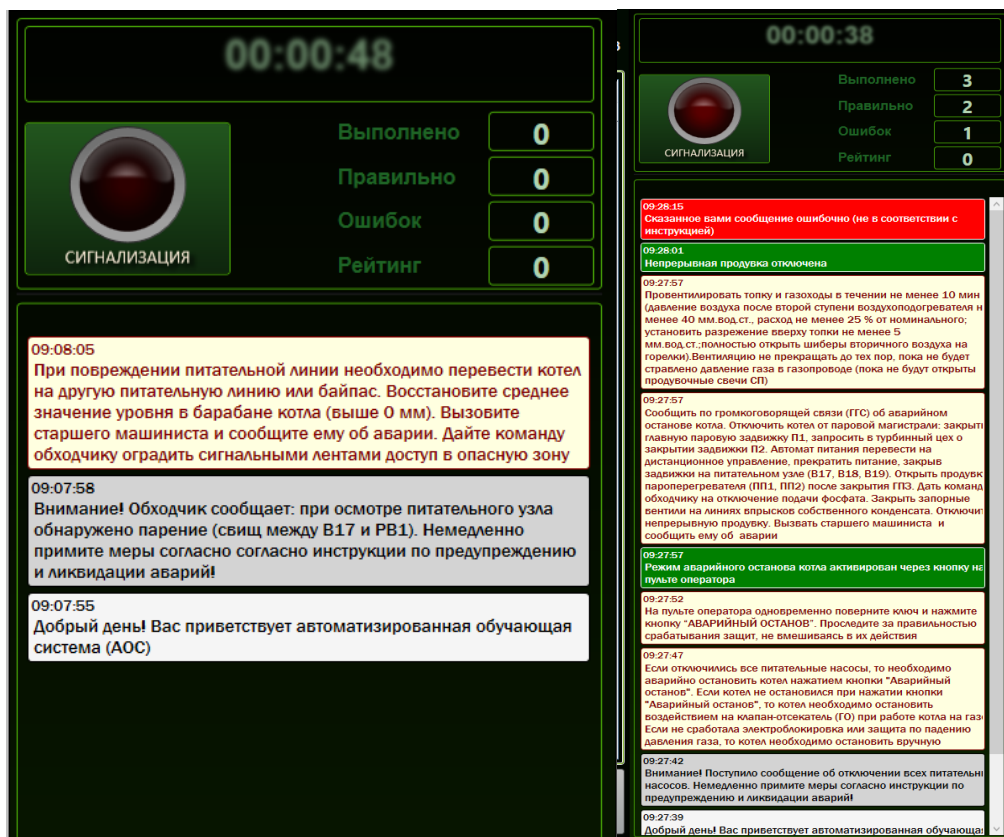 00:00:48
СИГНАЛИЗАЦИЯ
Выполнено 0
Правильно 0
Ошибок 0
Рейтинг 0
09:08:05
При повреждении питательной линии необходимо перевести котел
на другую питательную линию или байпас. Восстановите среднее
значение уровня в барабане котла (выше 0 мм). Вызовите
старшего машиниста и сообщите ему об аварии. Дайте команду
обходчику оградить сигнальными лентами доступ в опасную зону
09:07:58
Внимание! Обходчик сообщает: при осмотре питательного узла
обнаружено парение (свищ между В17 и РВ1). Немедленно
примите меры согласно согласно инструкции по предупреждению
и ликвидации аварий!
09:07:55
Добрый день! Вас приветствует автоматизированная обучающая
система (АОС)
00:00:38
СИГНАЛИЗАЦИЯ
Выполнено 3
Правильно 2
Ошибок 1
Рейтинг 0
09:28:15
Сказанное вами сообщение ошибочно (не в соответствии с
инструкцией)
09:28:01
Непрерывная продувка отключена
09:27:57
Провентилировать топку и газоходы в течении не менее 10 мин
(давление воздуха после второй ступени воздухоподогревателя н
менее 40 мм.вод.ст., расход не менее 25 % от номинального;
установить разрежение вверху топки не менее 5
мм.вод.ст.;полностью открыть шиберы вторичного воздуха на
горелки).Вентиляцию не прекращать до тех пор, пока не будет
стравлено давление газа в газопроводе (пока не будут открыты
продувочные свечи СП)
09:27:57
Сообщить по громкоговорящей связи (ГГС) об аварийном
останове котла. Отключить котел от паровой магистрали: закрыть
главную паровую задвижку П1, запросить в турбинный цех о
закрытии задвижки П2. Автомат питания перевести на
дистанционное управление, прекратить питание, закрыв
задвижки на питательном узле (В17, В18, В19). Открыть продувк
пароперегревателя (ПП1, ПП2) после закрытия ГПЗ. Дать команд
обходчику на отключение подачи фосфата. Закрыть запорные
вентили на линиях впрысков собственного конденсата. Отключит
непрерывную продувку. Вызвать старшего машиниста и
сообщить ему об аварии
09:27:57
Режим аварийного останова котла активирован через кнопку на
пульте оператора
09:27:52
На пульте оператора одновременно поверните ключ и нажмите
кнопку "АВАРИЙНЫЙ ОСТАНОВ". Проследите за правильностью
срабатывания защит, не вмешиваясь в их действия
09:27:47
Если отключились все питательные насосы, то необходимо
аварийно остановить котел нажатием кнопки "Аварийный
останов". Если котел не остановился при нажатии кнопки
"Аварийный останов", то котел необходимо остановить
воздействием на клапан-отсекатель (ГО) при работе котла на газе
Если не сработала электроблокировка или защита по падению
давления газа, то котел необходимо остановить вручную
09:27:42
Внимание! Поступило сообщение об отключении всех питательн
насосов. Немедленно примите меры согласно инструкции по
предупреждению и ликвидации аварий!
09:27:39
Добрый день! Вас приветствует автоматизированная обучающа